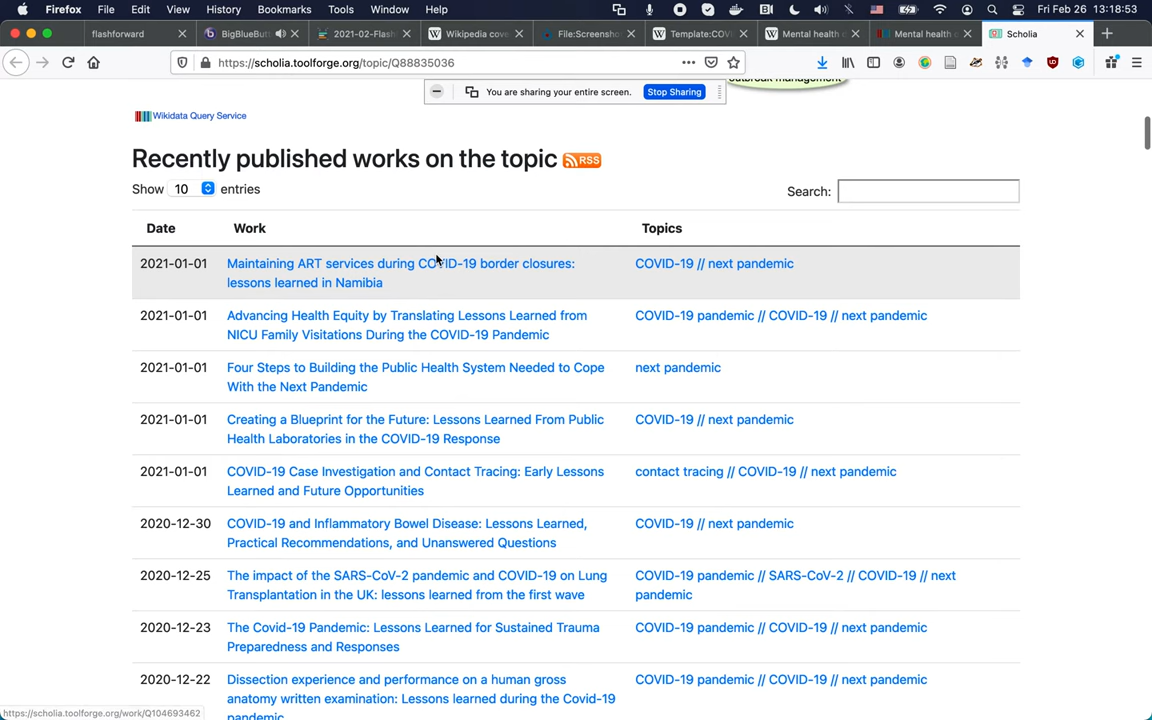 Firefox File Edit View History Bookmarks Tools Window Help Fri Feb 26 13:18:53
flashforward BigBlueBut 2021-02-Flash Wikipedia cove File:Screensho Template:COVI Mental health Mental health Scholia
https://scholia.toolforge.org/topic/Q88835036
outbreak management
You are sharing your entire screen. Stop Sharing
Wikidata Query Service
Recently published works on the topic RSS
Show 10 entries Search:
Date Work Topics
2021-01-01 Maintaining ART services during COVID-19 border closures: COVID-19 // next pandemic
lessons learned in Namibia
2021-01-01 Advancing Health Equity by Translating Lessons Learned from COVID-19 pandemic // COVID-19 // next pandemic
NICU Family Visitations During the COVID-19 Pandemic
2021-01-01 Four Steps to Building the Public Health System Needed to Cope next pandemic
With the Next Pandemic
2021-01-01 Creating a Blueprint for the Future: Lessons Learned From Public COVID-19 // next pandemic
Health Laboratories in the COVID-19 Response
2021-01-01 COVID-19 Case Investigation and Contact Tracing: Early Lessons contact tracing // COVID-19 // next pandemic
Learned and Future Opportunities
2020-12-30 COVID-19 and Inflammatory Bowel Disease: Lessons Learned, COVID-19 // next pandemic
Practical Recommendations, and Unanswered Questions
2020-12-25 The impact of the SARS-CoV-2 pandemic and COVID-19 on Lung COVID-19 pandemic // SARS-CoV-2 // COVID-19 // next
Transplantation in the UK: lessons learned from the first wave pandemic
2020-12-23 The Covid-19 Pandemic: Lessons Learned for Sustained Trauma COVID-19 pandemic // COVID-19 // next pandemic
Preparedness and Responses
2020-12-22 Dissection experience and performance on a human gross COVID-19 pandemic // COVID-19 // next pandemic
anatomy written examination: Lessons learned during the Covid-19
pandemic
https://scholia.toolforge.org/work/Q104693462